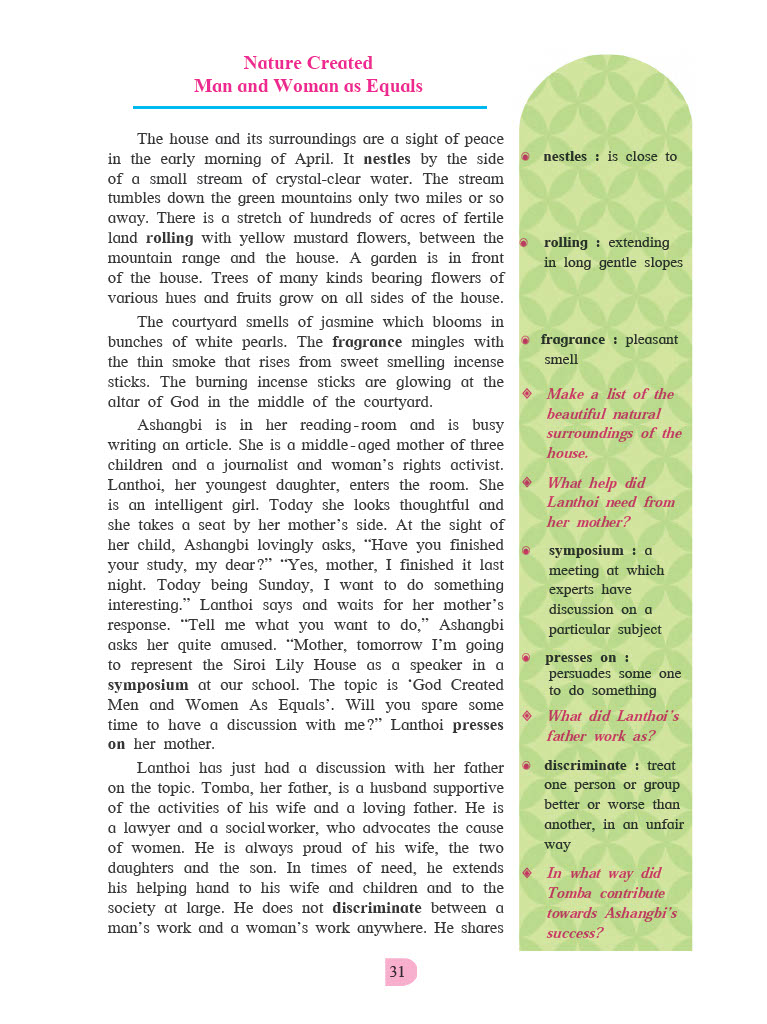 Nature Created
Man and Woman as Equals
The house and its surroundings are a sight of peace
in the early morning of April. It nestles by the side
of a small stream of crystal-clear water. The stream
tumbles down the green mountains only two miles or so
away. There is a stretch of hundreds of acres of fertile
land rolling with yellow mustard flowers, between the
mountain range and the house. A garden is in front
of the house. Trees of many kinds bearing flowers of
various hues and fruits grow on all sides of the house.
The courtyard smells of jasmine which blooms in
bunches of white pearls. The fragrance mingles with
the thin smoke that rises from sweet smelling incense
sticks. The burning incense sticks are glowing at the
altar of God in the middle of the courtyard.
Ashangbi is in her reading-room and is busy
writing an article. She is a middle-aged mother of three
children and a journalist and woman's rights activist.
Lanthoi, her youngest daughter, enters the room. She
is an intelligent girl. Today she looks thoughtful and
she takes a seat by her mother's side. At the sight of
her child, Ashangbi lovingly asks, "Have you finished
your study, my dear?" "Yes, mother, I finished it last
night. Today being Sunday, I want to do something
interesting." Lanthoi says and waits for her mother's
response. "Tell me what you want to do," Ashangbi
asks her quite amused. "Mother, tomorrow I'm going
to represent the Siroi Lily House as a speaker in a
symposium at our school. The topic is 'God Created
Men and Women As Equals'. Will you spare some
time to have a discussion with me?" Lanthoi presses
on her mother.
Lanthoi has just had a discussion with her father
on the topic. Tomba, her father, is a husband supportive
of the activities of his wife and a loving father. He is
a lawyer and a social worker, who advocates the cause
of women. He is always proud of his wife, the two
daughters and the son. In times of need, he extends
his helping hand to his wife and children and to the
society at large. He does not discriminate between a
man's work and a woman's work anywhere. He shares
nestles : is close to
rolling : extending
in long gentle slopes
fragrance : pleasant
smell
Make a list of the
beautiful natural
surroundings of the
house.
What help did
Lanthoi need from
her mother?
symposium : a
meeting at which
experts have
discussion on a
particular subject
presses on :
persuades some one
to do something
What did Lanthoi's
father work as?
discriminate : treat
one person or group
better or worse than
another, in an unfair
way
In what way did
Tomba contribute
towards Ashangbi's
success?
31